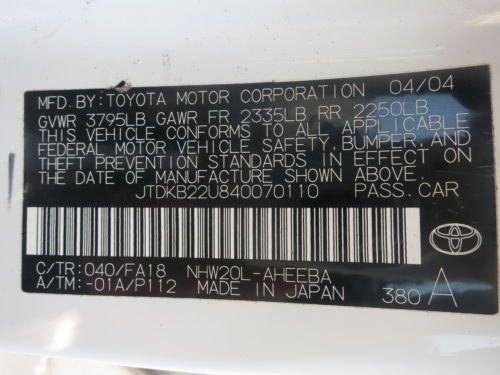 MFD.BY:TOYOTA MOTOR CORPORATION 04/04
GVWR 3795LB GAWR FR 2335LB RR 2250LB
THIS VEHICLE CONFORMS TO ALL APPLICABLE
FEDERAL MOTOR VEHICLE SAFETY,BUMPER,AND
THEFT PREVENTION STANDARDS IN EFFECT ON
THE DATE OF MANUFACTURE SHOWN ABOVE.
JTDKB22U840070110 PASS.CAR
C/TR:040/FA18 NHW20L-AHEEBA
A/TM:-01A/P112 MADE IN JAPAN 380 A